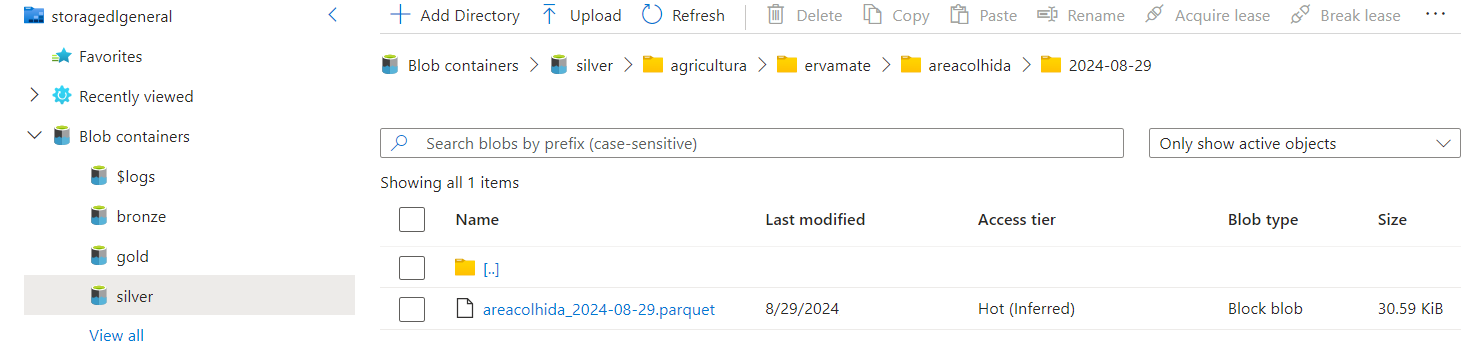 storagedlgeneral
Favorites
Recently viewed
Blob containers
$logs
bronze
gold
silver
View all
Add Directory Upload Refresh Delete Copy Paste Rename Acquire lease Break lease ...
Blob containers > silver > agricultura > ervamate > areacolhida > 2024-08-29
Search blobs by prefix (case-sensitive) Only show active objects
Showing all 1 items
Name Last modified Access tier Blob type Size
[..]
areacolhida_2024-08-29.parquet 8/29/2024 Hot (Inferred) Block blob 30.59 KiB